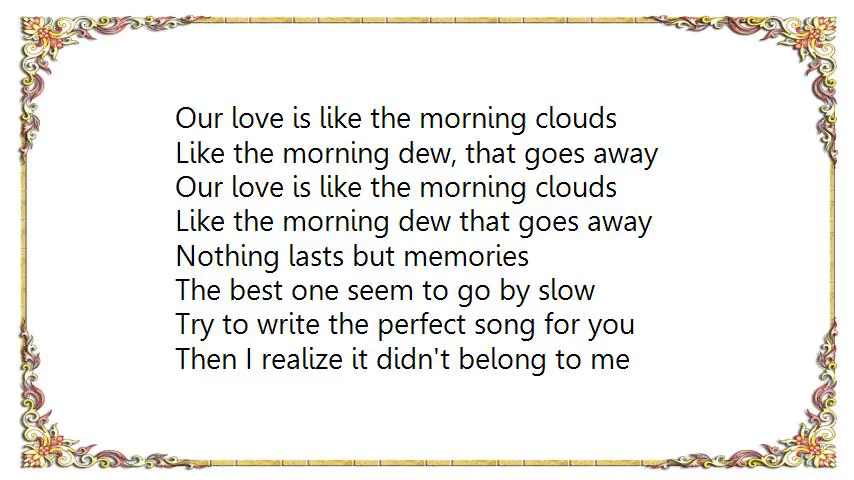 Our love is like the morning clouds
Like the morning dew, that goes away
Our love is like the morning clouds
Like the morning dew that goes away
Nothing lasts but memories
The best one seem to go by slow
Try to write the perfect song for you
Then I realize it didn't belong to me